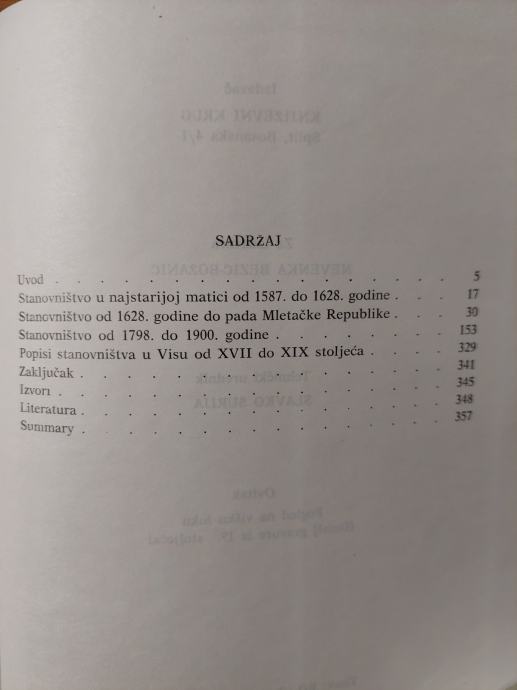 SADRŽAJ
Uvod . . . . . . . . . . . . . . . . 5
Stanovništvo u najstarijoj matici od 1587. do 1628. godine . . . 17
Stanovništvo od 1628. godine do pada Mletačke Republike . . . 30
Stanovništvo od 1798. do 1900. godine . . . . . . . 153
Popisi stanovništva u Visu od XVII do XIX stoljeća . . . . 329
Zaključak . . . . . . . . . . . . . . . 341
Izvori . . . . . . . . . . . . . . . . 345
Literatura . . . . . . . . . . . . . . . 348
Summary . . . . . . . . . . . . . . . 357